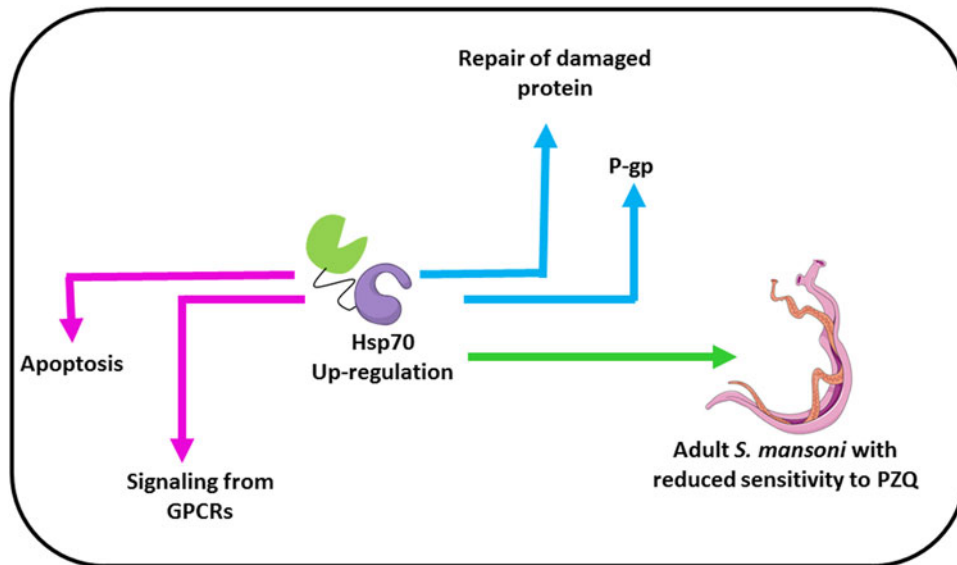 Repair of damaged
protein
P-gp
Hsp70
Up-regulation
Apoptosis
Adult S. mansoni with
reduced sensitivity to PZQ
Signaling from
GPCRs